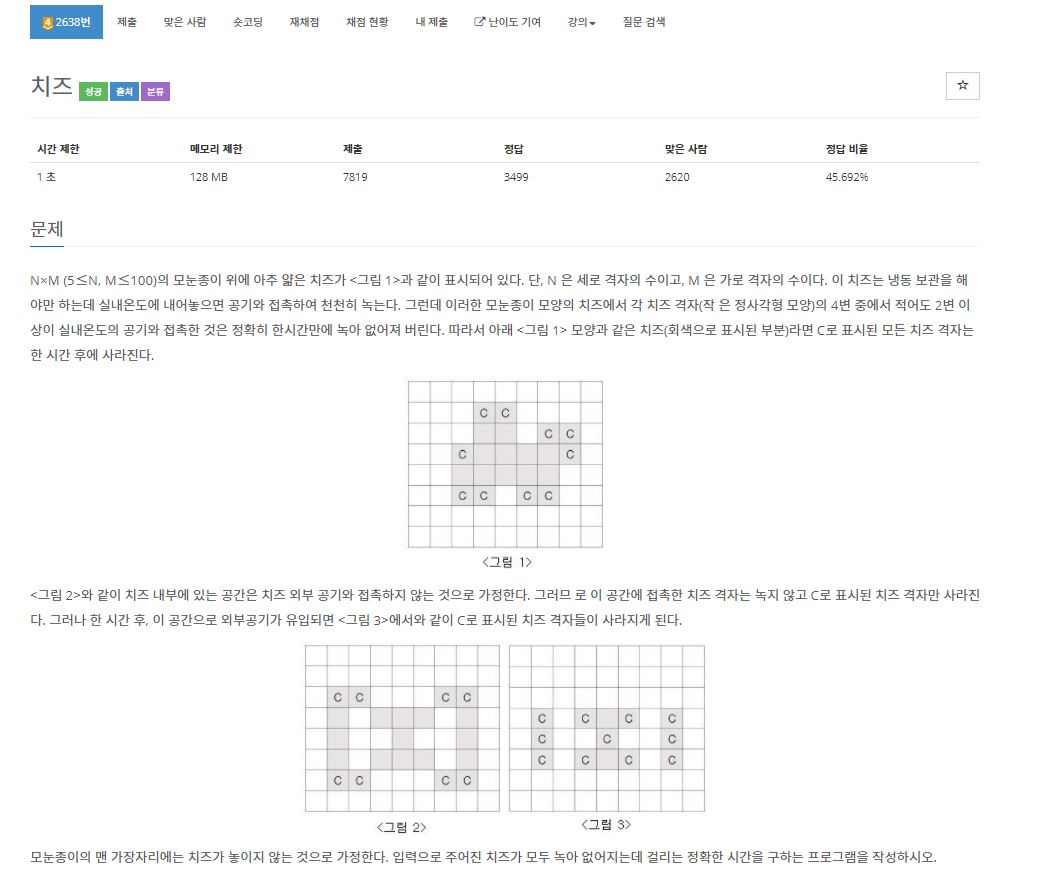 4 2638번 제출 맞은 사람 숏코딩 재채점 채점 현황 내 제출 난이도 기여 강의 질문 검색
치즈 성공 출처 분류
시간 제한 메모리 제한 제출 정답 맞은 사람 정답 비율
1 초 128 MB 7819 3499 2620 45.692%
문제
N×M (5≤N, M≤100)의 모눈종이 위에 아주 얇은 치즈가 <그림 1>과 같이 표시되어 있다. 단, N 은 세로 격자의 수이고, M 은 가로 격자의 수이다. 이 치즈는 냉동 보관을 해
야만 하는데 실내온도에 내어놓으면 공기와 접촉하여 천천히 녹는다. 그런데 이러한 모눈종이 모양의 치즈에서 각 치즈 격자(작 은 정사각형 모양)의 4변 중에서 적어도 2변 이
상이 실내온도의 공기와 접촉한 것은 정확히 한시간만에 녹아 없어져 버린다. 따라서 아래 <그림 1> 모양과 같은 치즈(회색으로 표시된 부분)라면 C로 표시된 모든 치즈 격자는
한 시간 후에 사라진다.
C C
C C
C C
C C C C
<그림 1>
<그림 2>와 같이 치즈 내부에 있는 공간은 치즈 외부 공기와 접촉하지 않는 것으로 가정한다. 그러므 로 이 공간에 접촉한 치즈 격자는 녹지 않고 C로 표시된 치즈 격자만 사라진
다. 그러나 한 시간 후, 이 공간으로 외부공기가 유입되면 <그림 3>에서와 같이 C로 표시된 치즈 격자들이 사라지게 된다.
C C C C
C C C C
<그림 2>
C C C C
C C C
C C C C
<그림 3>
모눈종이의 맨 가장자리에는 치즈가 놓이지 않는 것으로 가정한다. 입력으로 주어진 치즈가 모두 녹아 없어지는데 걸리는 정확한 시간을 구하는 프로그램을 작성하시오.